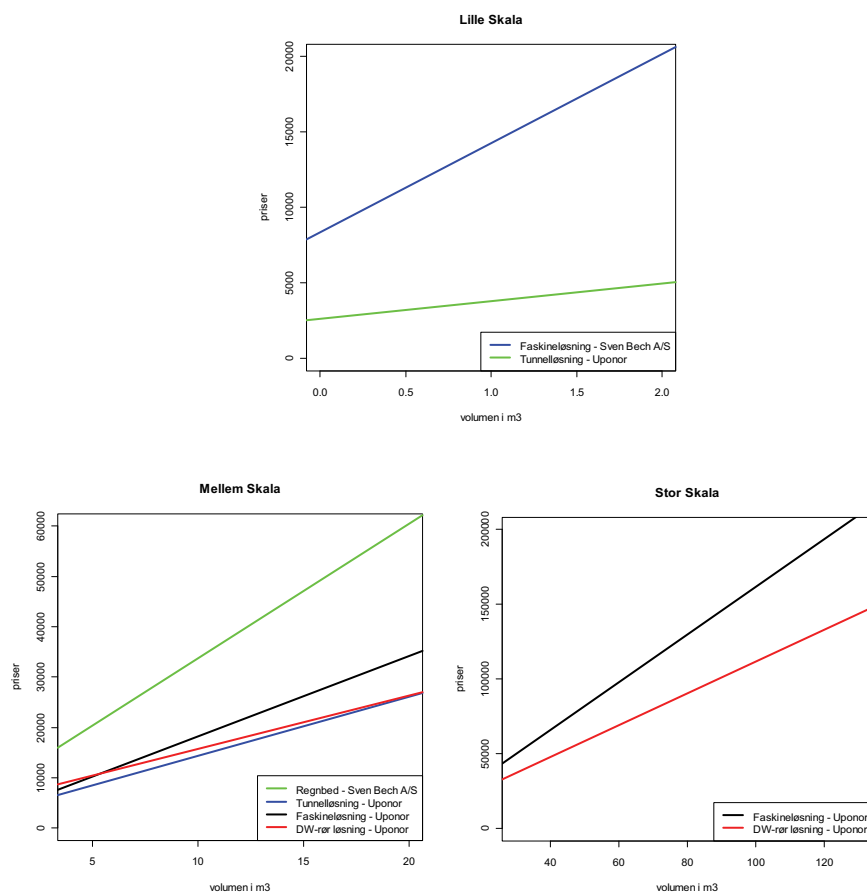 Lille Skala
priser
20000
15000
10000
5000
0
0.0 0.5 1.0 1.5 2.0
volumen i m3
Faskineløsning - Sven Bech A/S
Tunnelløsning - Uponor
Mellem Skala
priser
60000
50000
40000
30000
20000
10000
0
5 10 15 20
volumen i m3
Regnbed - Sven Bech A/S
Tunnelløsning - Uponor
Faskineløsning - Uponor
DW-rør løsning - Uponor
Stor Skala
priser
200000
150000
100000
50000
0
40 60 80 100 120
volumen i m3
Faskineløsning - Uponor
DW-rør løsning - Uponor